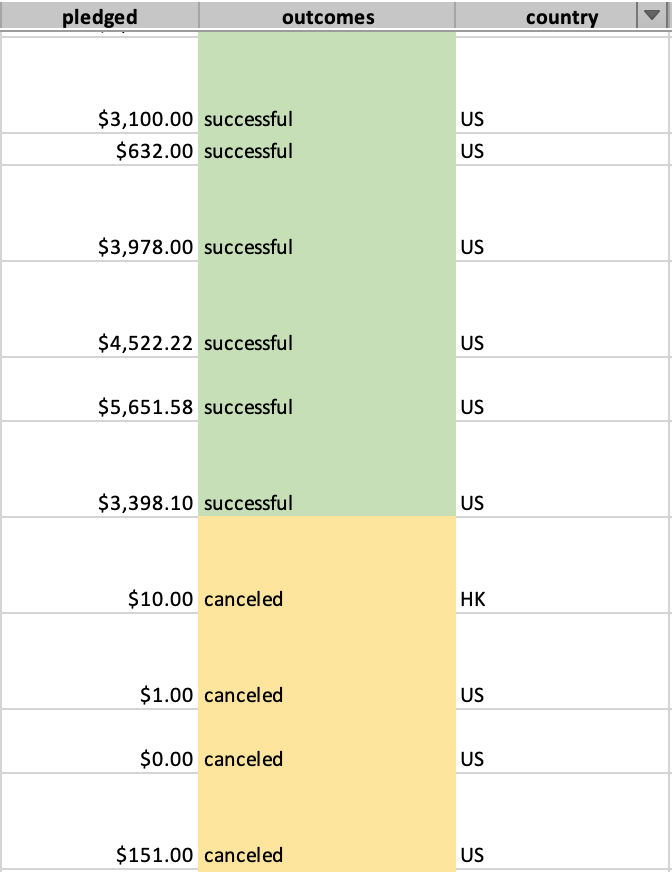 pledged outcomes country
$3,100.00 successful US
$632.00 successful US
$3,978.00 successful US
$4,522.22 successful US
$5,651.58 successful US
$3,398.10 successful US
$10.00 canceled HK
$1.00 canceled US
$0.00 canceled US
$151.00 canceled US